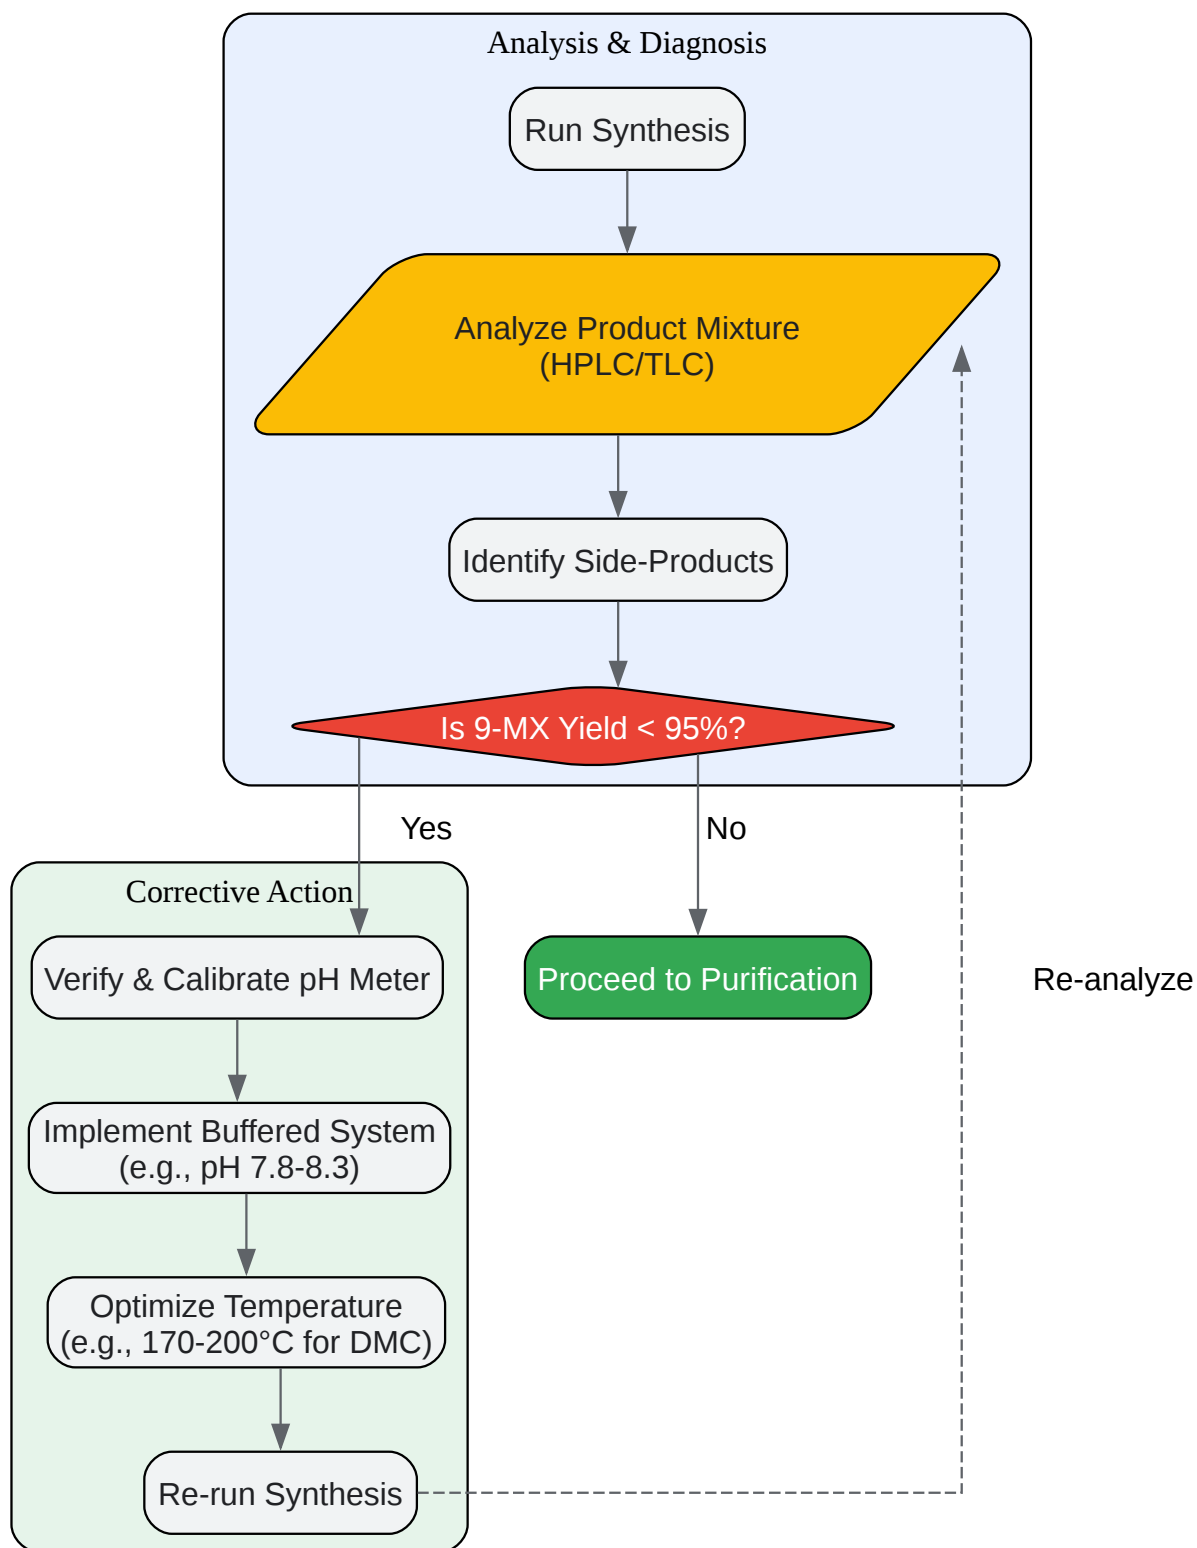 Analysis & Diagnosis
Run Synthesis
Analyze Product Mixture
(HPLC/TLC)
Identify Side-Products
Is 9-MX Yield < 95%?
Yes
No
Corrective Action
Verify & Calibrate pH Meter
Proceed to Purification
Re-analyze
Implement Buffered System
(e.g., pH 7.8-8.3)
Optimize Temperature
(e.g., 170-200°C for DMC)
Re-run Synthesis